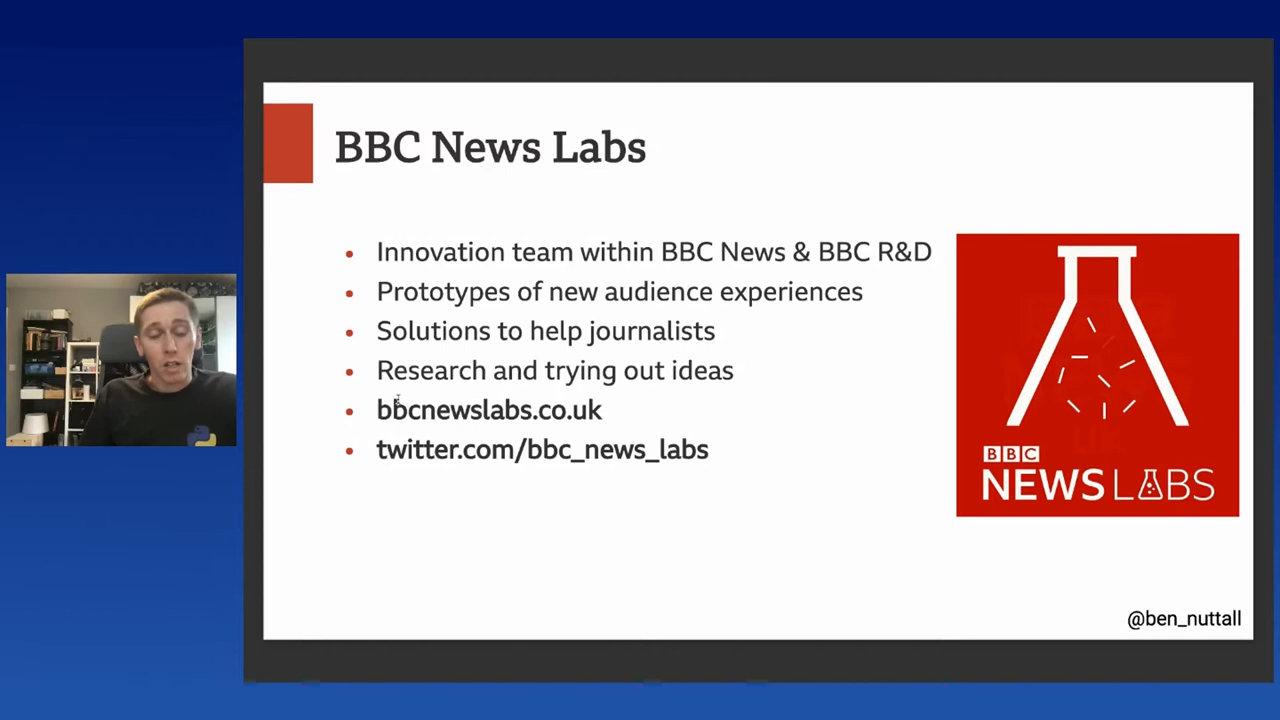 BBC News Labs
Innovation team within BBC News & BBC R&D
Prototypes of new audience experiences
Solutions to help journalists
Research and trying out ideas
bbcnewslabs.co.uk
twitter.com/bbc_news_labs
BBC
NEWS LABS
@ben_nuttall